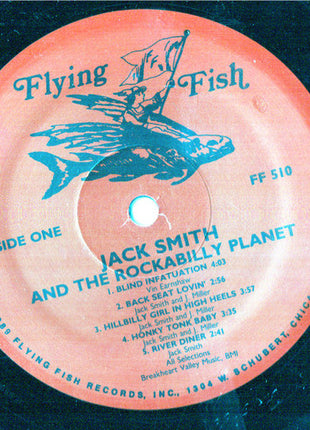 Flying Fish
SIDE ONE
FF 510
JACK SMITH
AND THE ROCKABILLY PLANET
1. BLIND INFATUATION 4:03
Vin Earnshaw
2. BACK SEAT LOVIN' 2:56
Jack Smith and J. Miller
3. HILLBILLY GIRL IN HIGH HEELS 3:57
Jack Smith and J. Miller
4. HONKY TONK BABY 3:35
Jack Smith and J. Miller
5. RIVER DINER 2:41
Jack Smith
All Selections
Breakheart Valley Music, BMI
FLYING FISH RECORDS, INC., 1304 W. SCHUBERT,